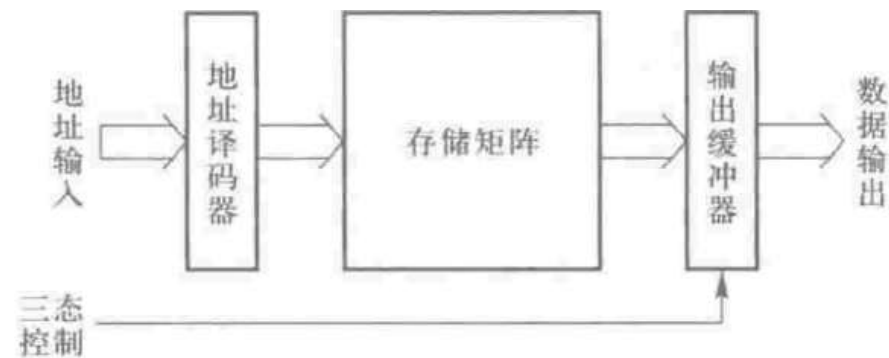 地址输入
地址译码器
存储矩阵
输出缓冲器
数据输出
三态
控制